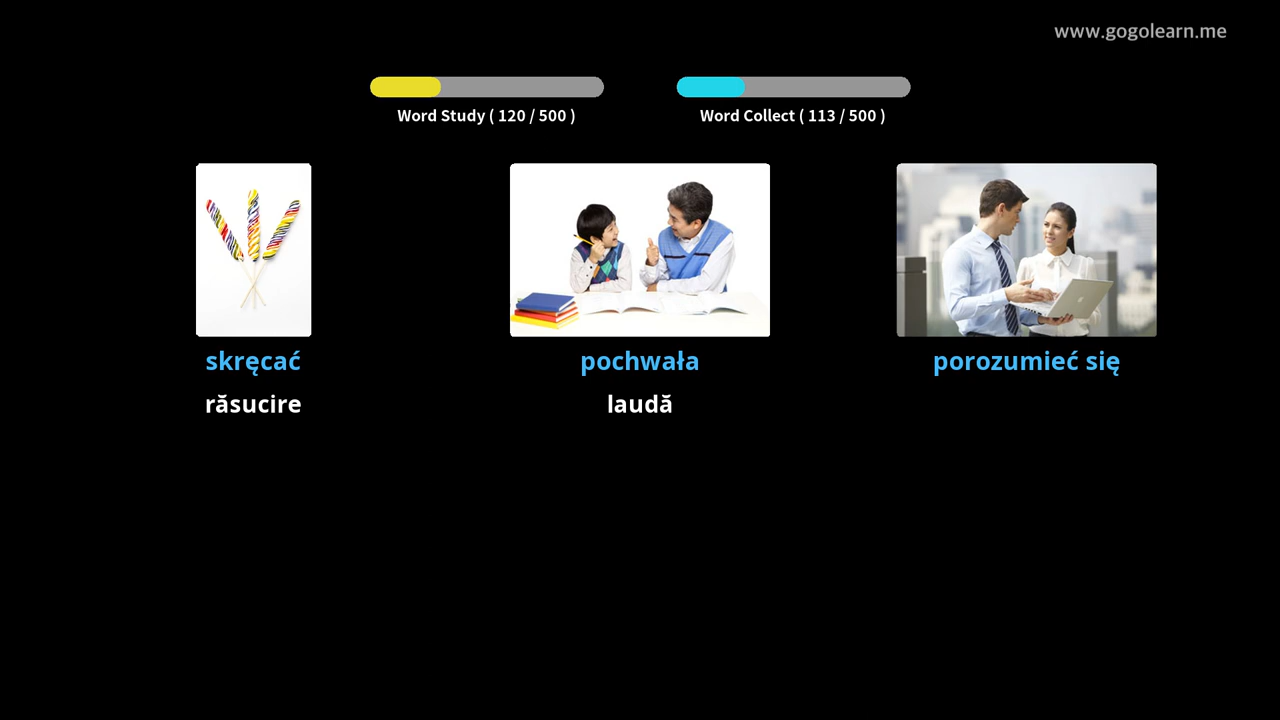 www.gogolearn.me
Word Study ( 120 / 500 )
Word Collect ( 113 / 500 )
skręcać
pochwała
porozumieć się
răsucire
laudă